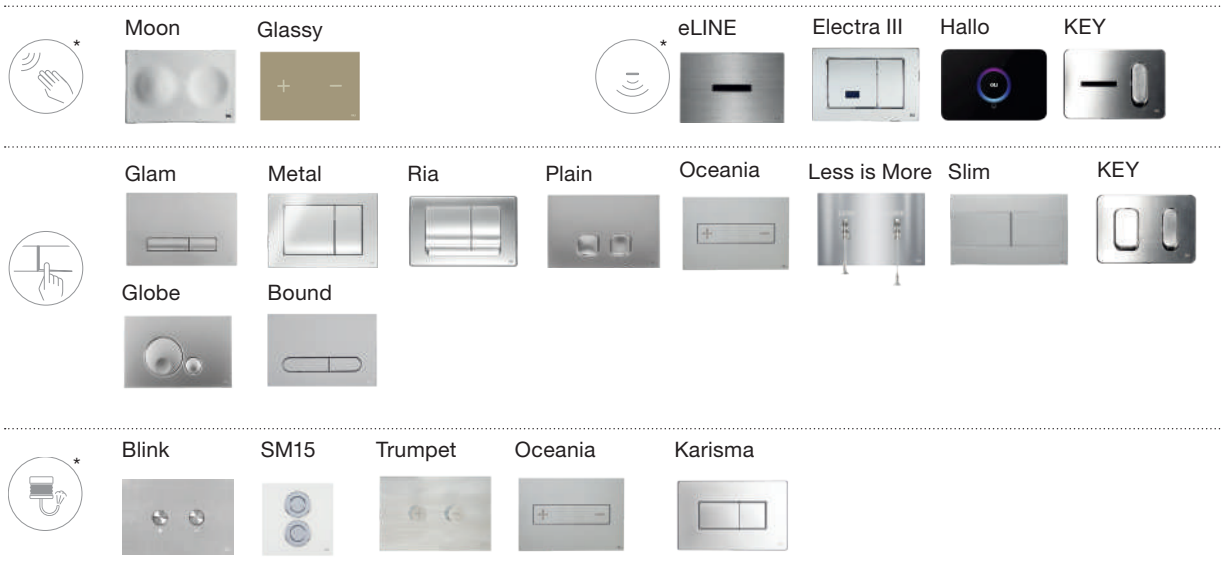 * Moon Glassy * eLINE Electra III Hallo KEY
+ −
OLI
Glam Metal Ria Plain Oceania Less is More Slim KEY
+ −
Globe Bound
* Blink SM15 Trumpet Oceania Karisma
+ −